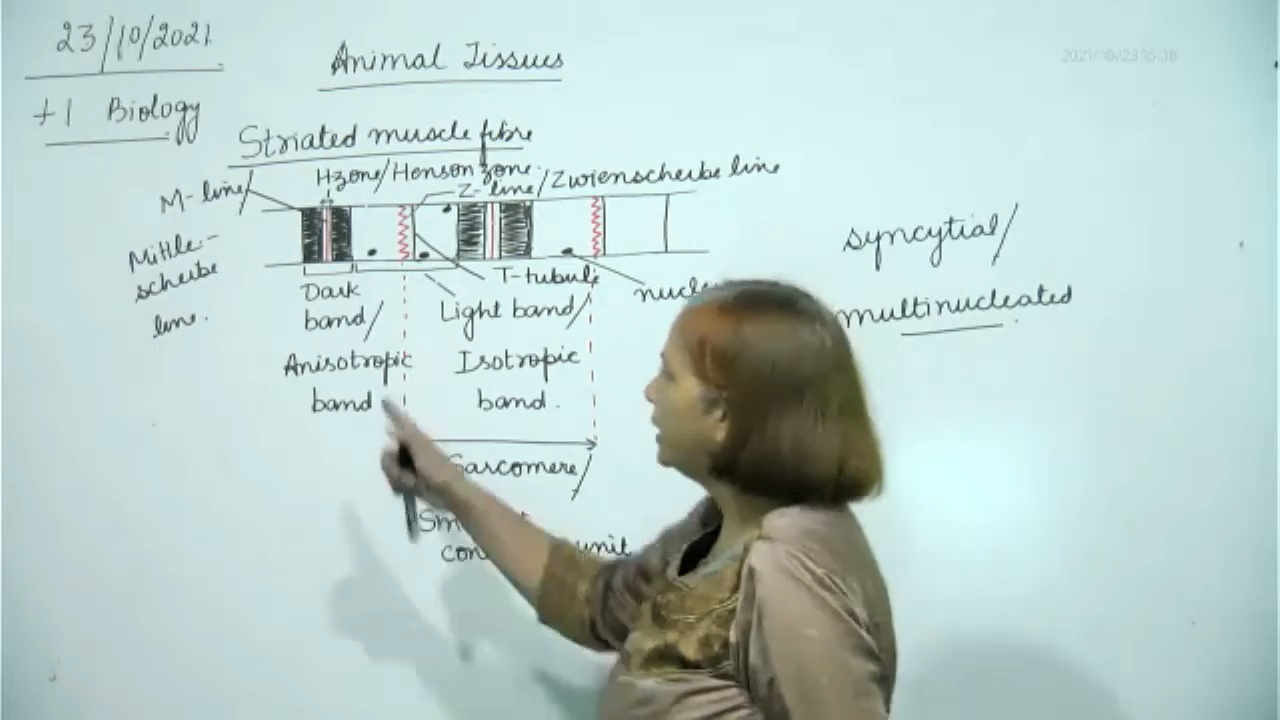 23/10/2021
2021/10/23 15:38
Animal Tissues
+1 Biology
Striated muscle fibre
H zone/Henson zone.
M-line/
Z-line/Zwienscheibe line
Mittle-
scheibe
line.
syncytial/
multinucleated
T-tubule
Dark
band/
Light band/
Anisotropic
band
Isotropic
band.
Sarcomere/
unit